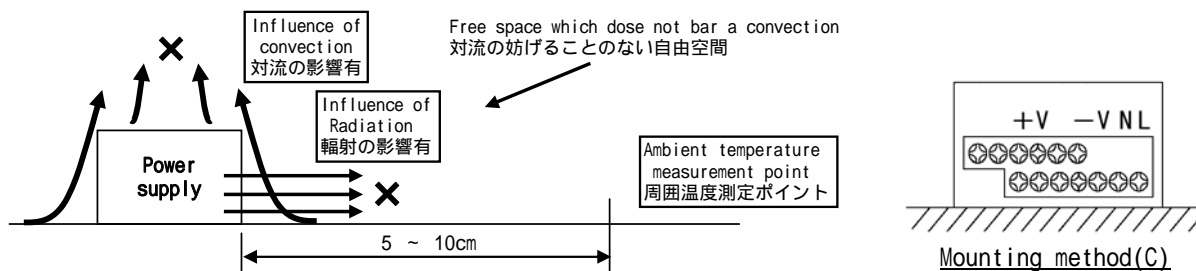 Influence of
convection
対流の影響有
Free space which dose not bar a convection
対流の妨げることのない自由空間
Influence of
Radiation
輻射の影響有
Power
supply
Ambient temperature
measurement point
周囲温度測定ポイント
5 ~ 10cm
+V -V N L
Mounting method(C)